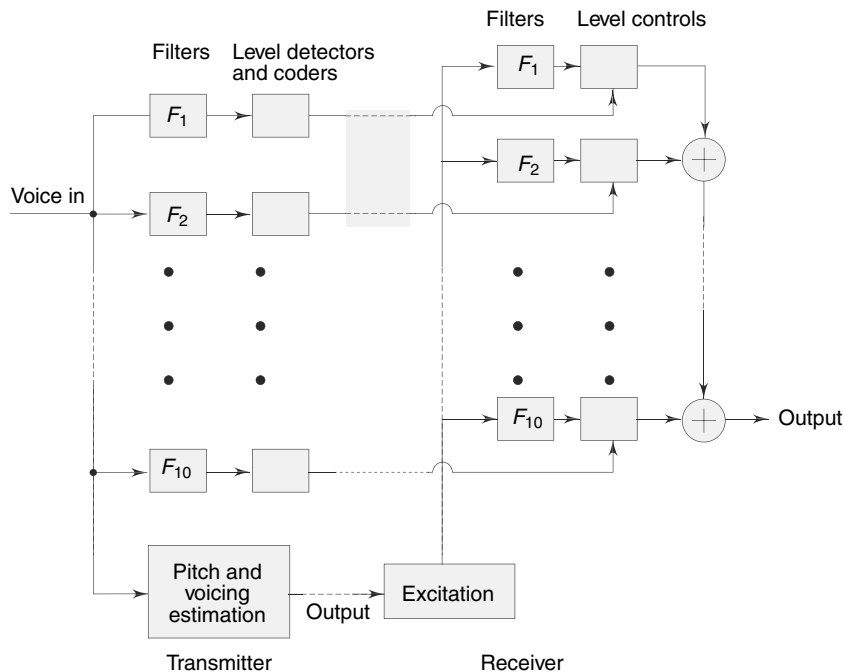 Filters
Level controls
Filters
Level detectors
and coders
F1
F1
F2
Voice in
F2
F10
Output
F10
Pitch and
voicing
estimation
Output
Excitation
Transmitter
Receiver